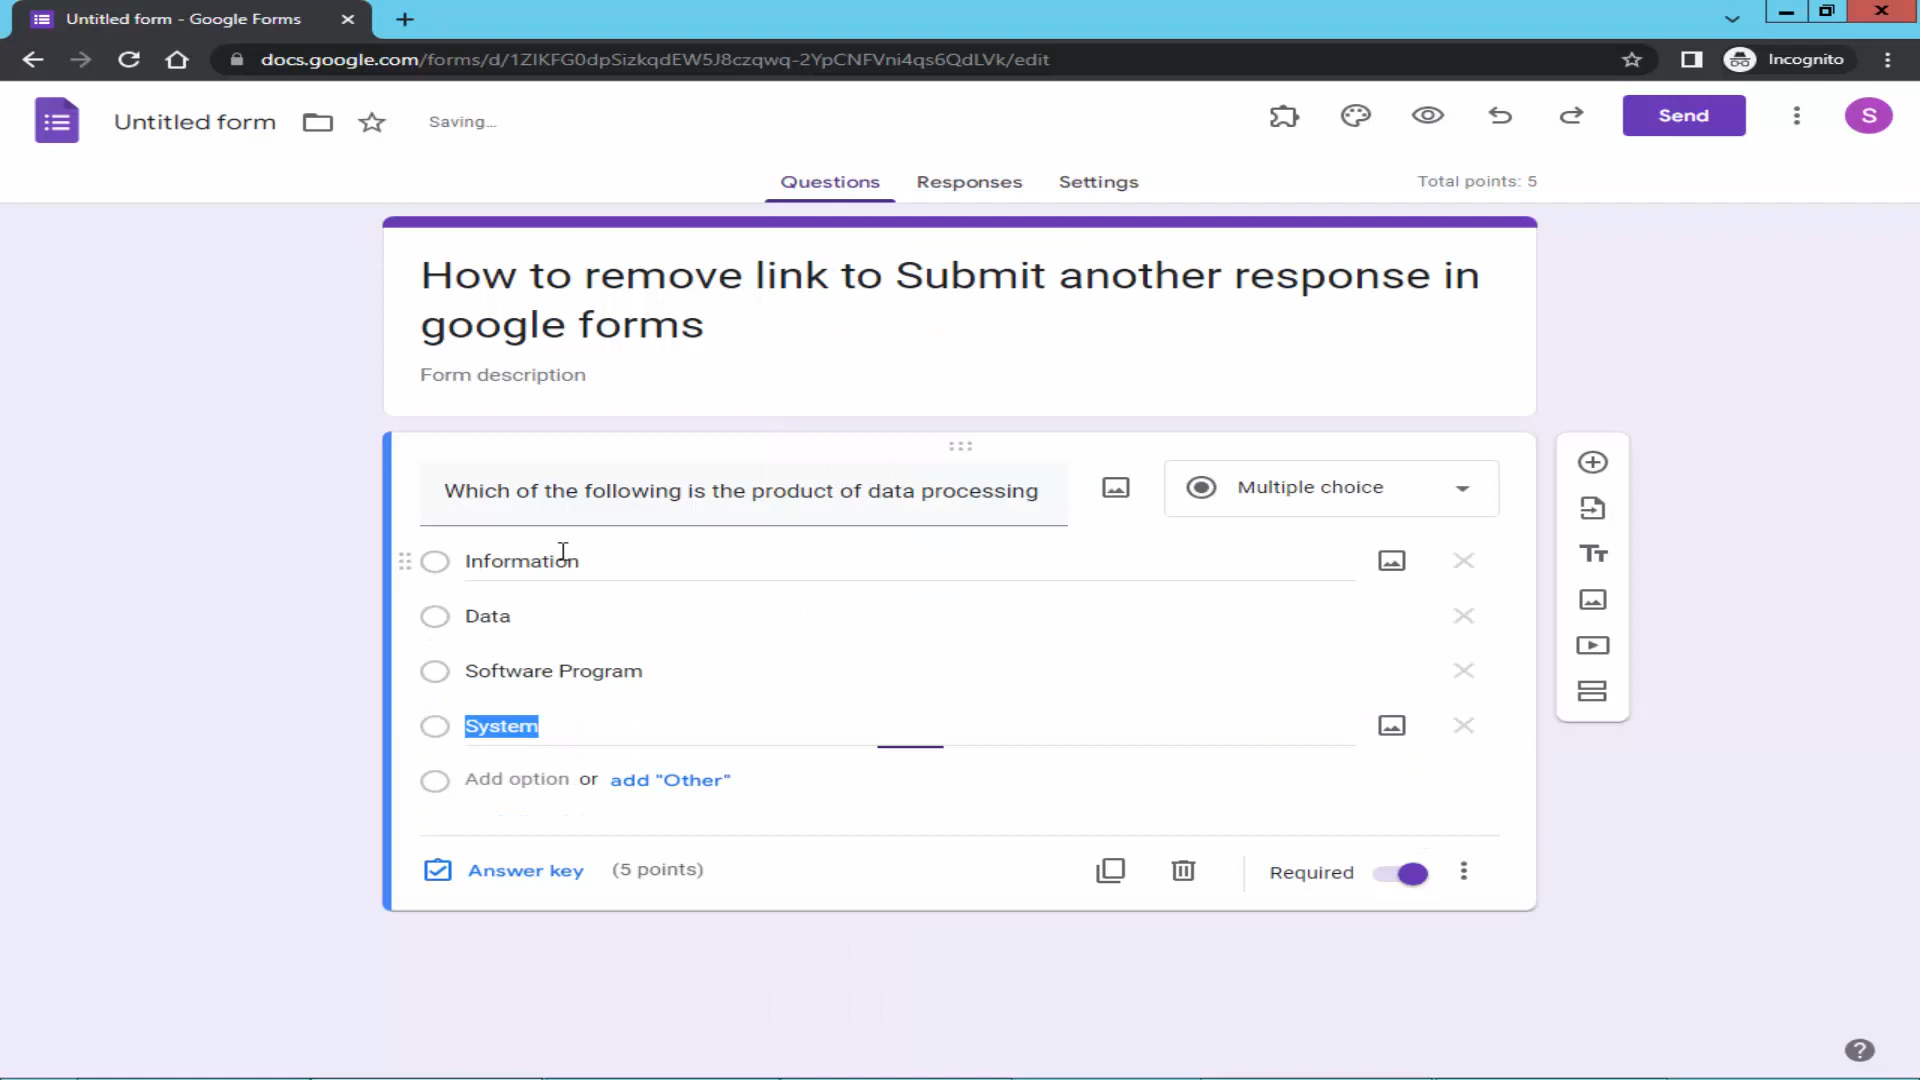 Untitled form - Google Forms
docs.google.com/forms/d/1ZIKFG0dpSizkqdEW5J8czqwq-2YpCNFVni4qs6QdLVk/edit
Incognito
Untitled form
Saving...
Send
S
Questions
Responses
Settings
Total points: 5
How to remove link to Submit another response in
google forms
Form description
Which of the following is the product of data processing
Multiple choice
Information
Data
Software Program
System
Add option or add "Other"
Answer key
(5 points)
Required